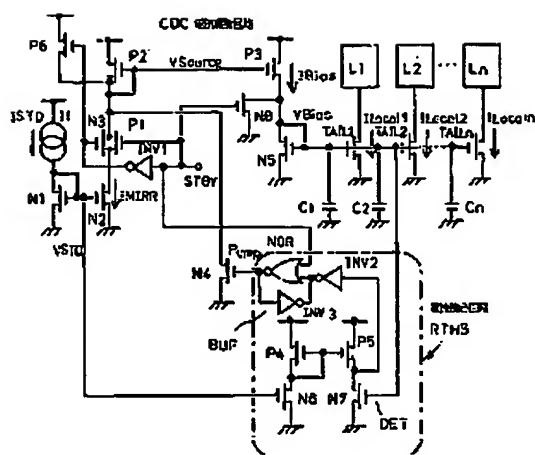 P6
P2
VSource
P3
IBias
L1
L2
Ln
ISTD
I1
N3
P1
N8
VBias
TAIL1
ILocal1
TAIL2
ILocal2
TAILn
ILocaln
INV1
N5
N1
N2
IMIRR
STBY
C1
C2
Cn
VSTD
NOR
N4
INV2
BUF
INV3
RTHS
P4
P5
N6
N7
DET